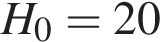 H₀ = 20